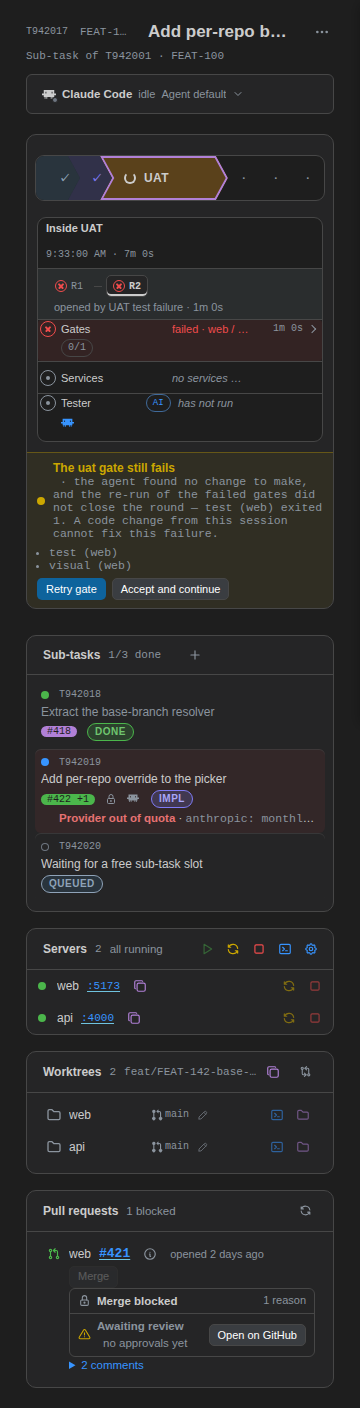 T942017 FEAT-1… Add per-repo b… ···
Sub-task of T942001 · FEAT-100
Claude Code idle Agent default
UAT
Inside UAT
9:33:00 AM · 7m 0s
R1 — R2
opened by UAT test failure · 1m 0s
Gates failed · web / … 1m 0s
0/1
Services no services …
Tester AI has not run
The uat gate still fails
· the agent found no change to make,
and the re-run of the failed gates did
not close the round — test (web) exited
1. A code change from this session
cannot fix this failure.
• test (web)
• visual (web)
Retry gate Accept and continue
Sub-tasks 1/3 done
T942018
Extract the base-branch resolver
#418 DONE
T942019
Add per-repo override to the picker
#422 +1 IMPL
Provider out of quota · anthropic: monthl…
T942020
Waiting for a free sub-task slot
QUEUED
Servers 2 all running
web :5173
api :4000
Worktrees 2 feat/FEAT-142-base-…
web main
api main
Pull requests 1 blocked
web #421 opened 2 days ago
Merge
Merge blocked 1 reason
Awaiting review
no approvals yet
Open on GitHub
2 comments